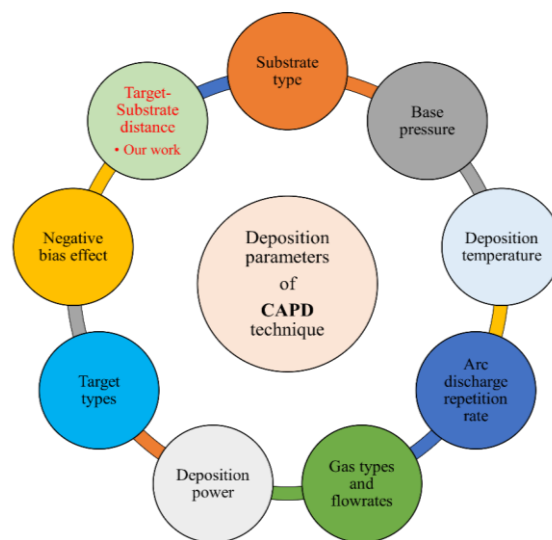 Substrate
type
Base
pressure
Deposition
temperature
Arc
discharge
repetition
rate
Gas types
and
flowrates
Deposition
power
Target
types
Negative
bias effect
Target-
Substrate
distance
• Our work
Deposition
parameters
of
CAPD
technique